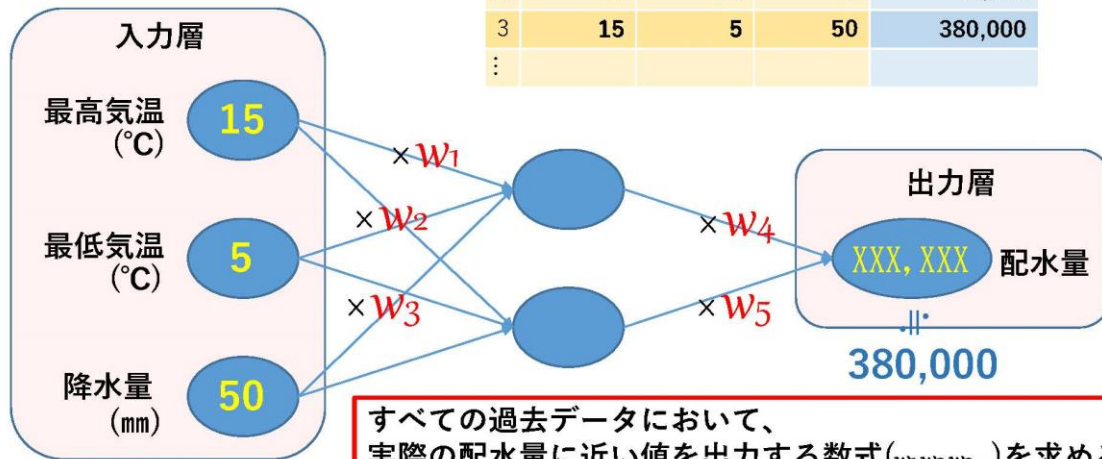 3 15 5 50 380,000
⋮
入力層
最高気温
(℃)
15
最低気温
(℃)
5
降水量
(㎜)
50
×w1
×w2
×w3
×w4
×w5
出力層
XXX,XXX 配水量
≒
380,000
すべての過去データにおいて、